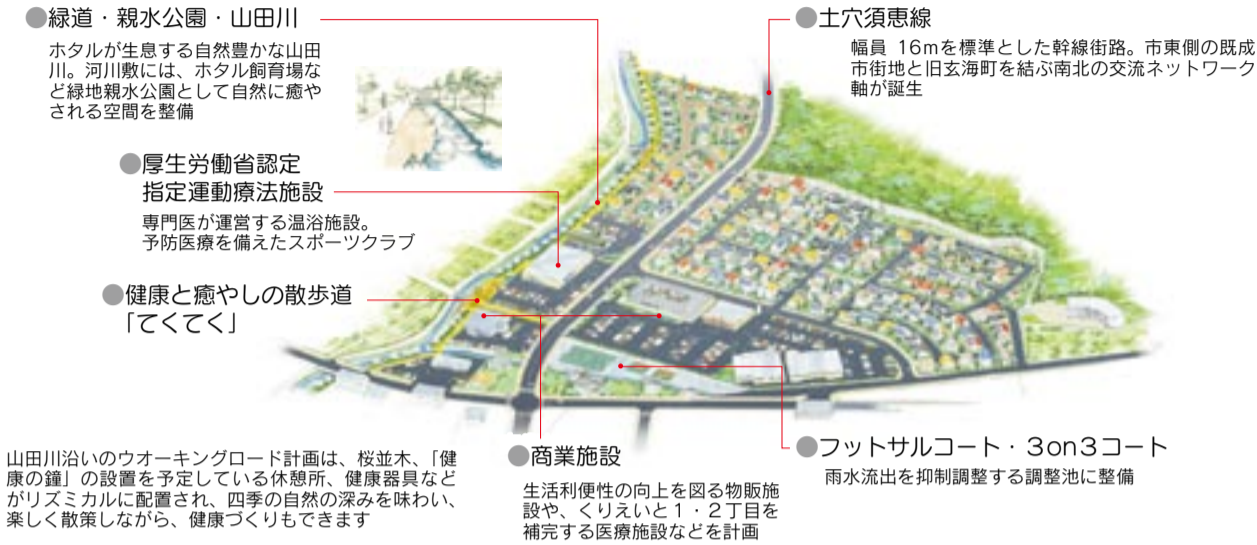 ●緑道・親水公園・山田川
ホタルが生息する自然豊かな山田
川。河川敷には、ホタル飼育場な
ど緑地親水公園として自然に癒や
される空間を整備
●土穴須恵線
幅員 16mを標準とした幹線街路。市東側の既成
市街地と旧玄海町を結ぶ南北の交流ネットワーク
軸が誕生
●厚生労働省認定
指定運動療法施設
専門医が運営する温浴施設。
予防医療を備えたスポーツクラブ
●健康と癒やしの散歩道
「てくてく」
山田川沿いのウオーキングロード計画は、桜並木、「健
康の鐘」の設置を予定している休憩所、健康器具など
がリズミカルに配置され、四季の自然の深みを味わい、
楽しく散策しながら、健康づくりもできます
●商業施設
生活利便性の向上を図る物販施
設や、くりえいと1・2丁目を
補完する医療施設などを計画
●フットサルコート・3on3コート
雨水流出を抑制調整する調整池に整備